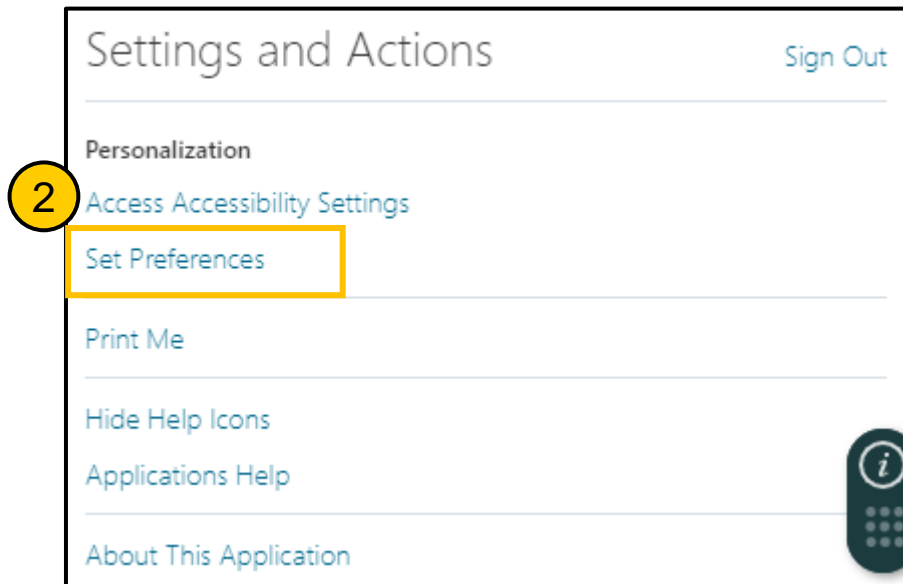 Settings and Actions
Sign Out
Personalization
2
Access Accessibility Settings
Set Preferences
Print Me
Hide Help Icons
i
Applications Help
About This Application